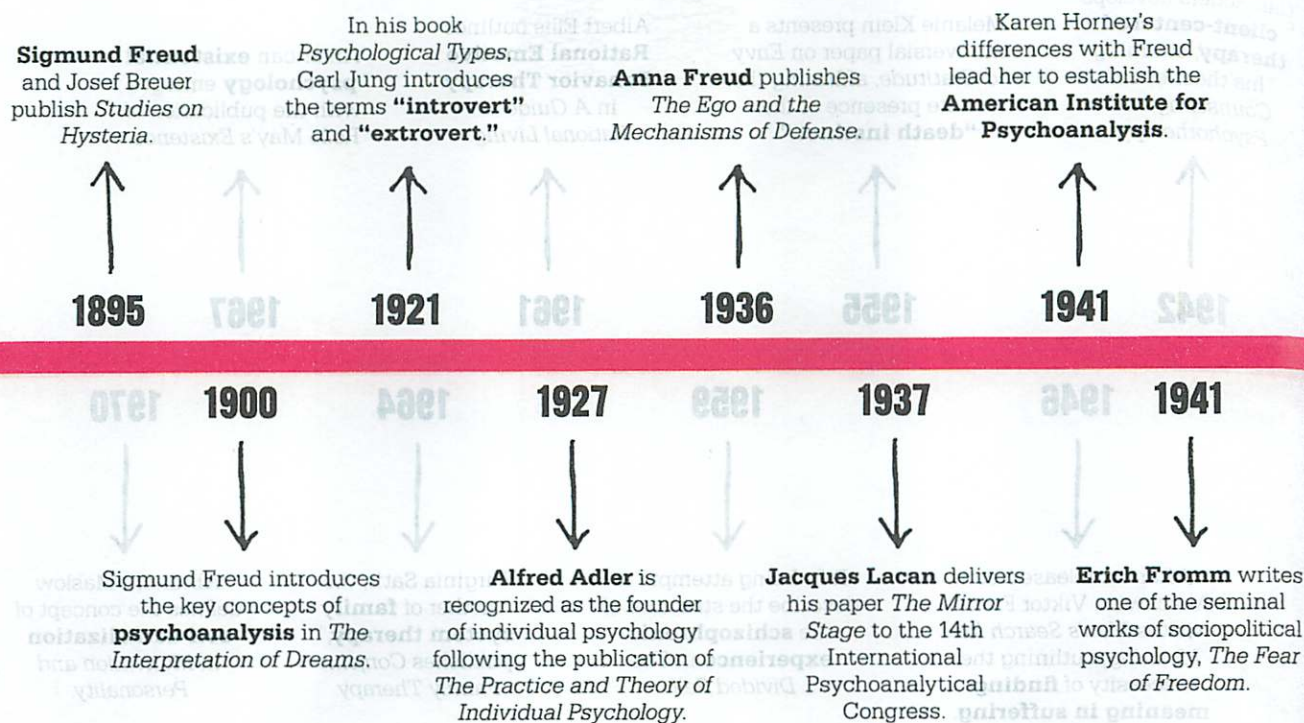 Sigmund Freud
and Josef Breuer
publish Studies on
Hysteria.
In his book
Psychological Types,
Carl Jung introduces
the terms "introvert"
and "extrovert."
Anna Freud publishes
The Ego and the
Mechanisms of Defense.
Karen Horney's
differences with Freud
lead her to establish the
American Institute for
Psychoanalysis.
1895
1921
1936
1941
1900
1927
1937
1941
Sigmund Freud introduces
the key concepts of
psychoanalysis in The
Interpretation of Dreams.
Alfred Adler is
recognized as the founder
of individual psychology
following the publication of
The Practice and Theory of
Individual Psychology.
Jacques Lacan delivers
his paper The Mirror
Stage to the 14th
International
Psychoanalytical
Congress.
Erich Fromm writes
one of the seminal
works of sociopolitical
psychology, The Fear
of Freedom.